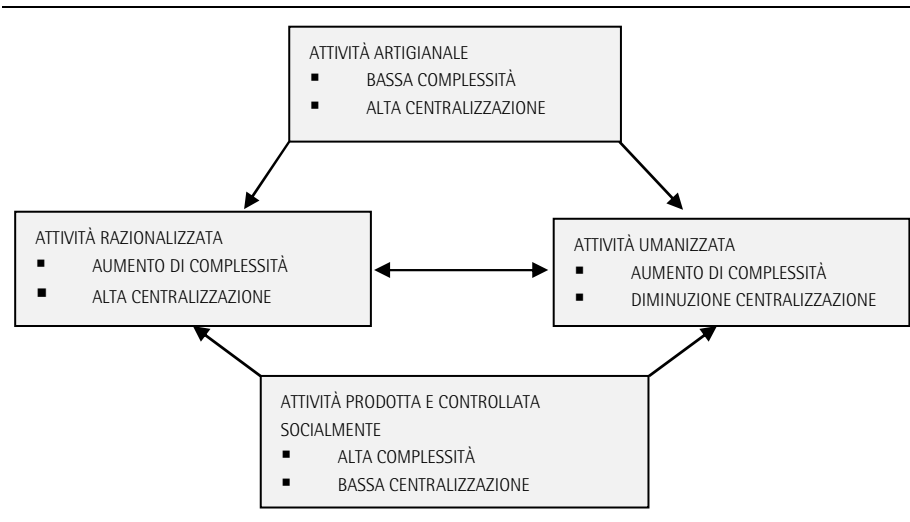 ATTIVITÀ ARTIGIANALE
▪ BASSA COMPLESSITÀ
▪ ALTA CENTRALIZZAZIONE
ATTIVITÀ RAZIONALIZZATA
▪ AUMENTO DI COMPLESSITÀ
▪ ALTA CENTRALIZZAZIONE
ATTIVITÀ UMANIZZATA
▪ AUMENTO DI COMPLESSITÀ
▪ DIMINUZIONE CENTRALIZZAZIONE
ATTIVITÀ PRODOTTA E CONTROLLATA
SOCIALMENTE
▪ ALTA COMPLESSITÀ
▪ BASSA CENTRALIZZAZIONE